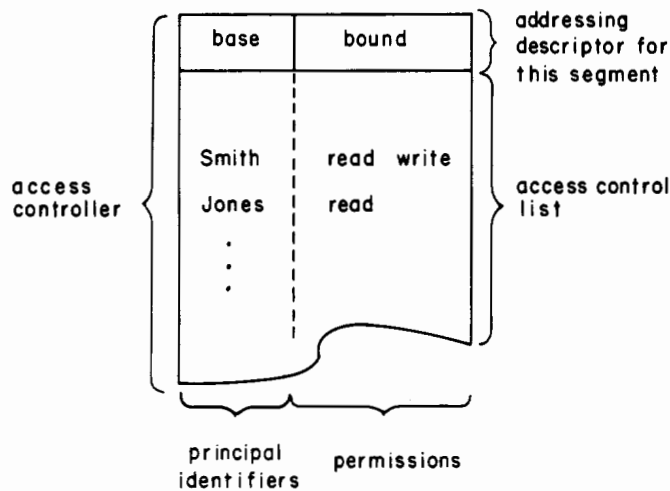 base bound
addressing
descriptor for
this segment
Smith read write
Jones read
access
controller
access control
list
principal
identifiers
permissions